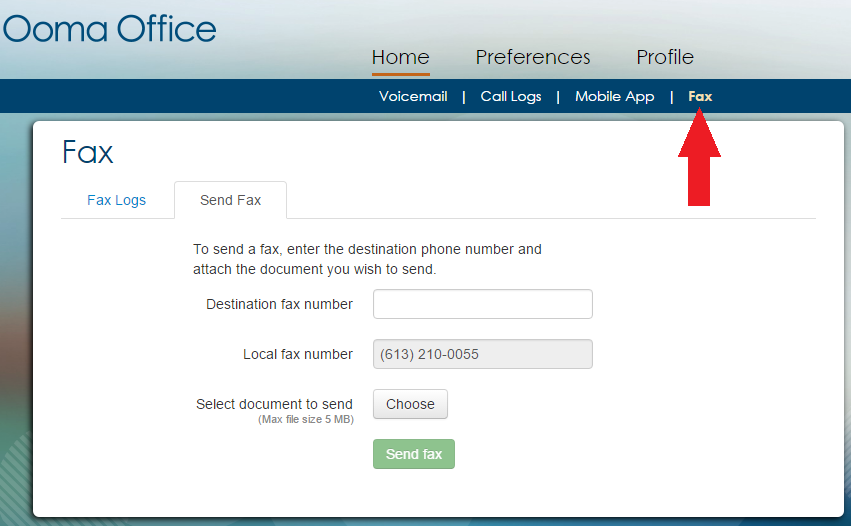 Ooma Office
Home Preferences Profile
Voicemail | Call Logs | Mobile App | Fax
Fax
Fax Logs Send Fax
To send a fax, enter the destination phone number and
attach the document you wish to send.
Destination fax number
Local fax number (613) 210-0055
Select document to send Choose
(Max file size 5 MB)
Send fax